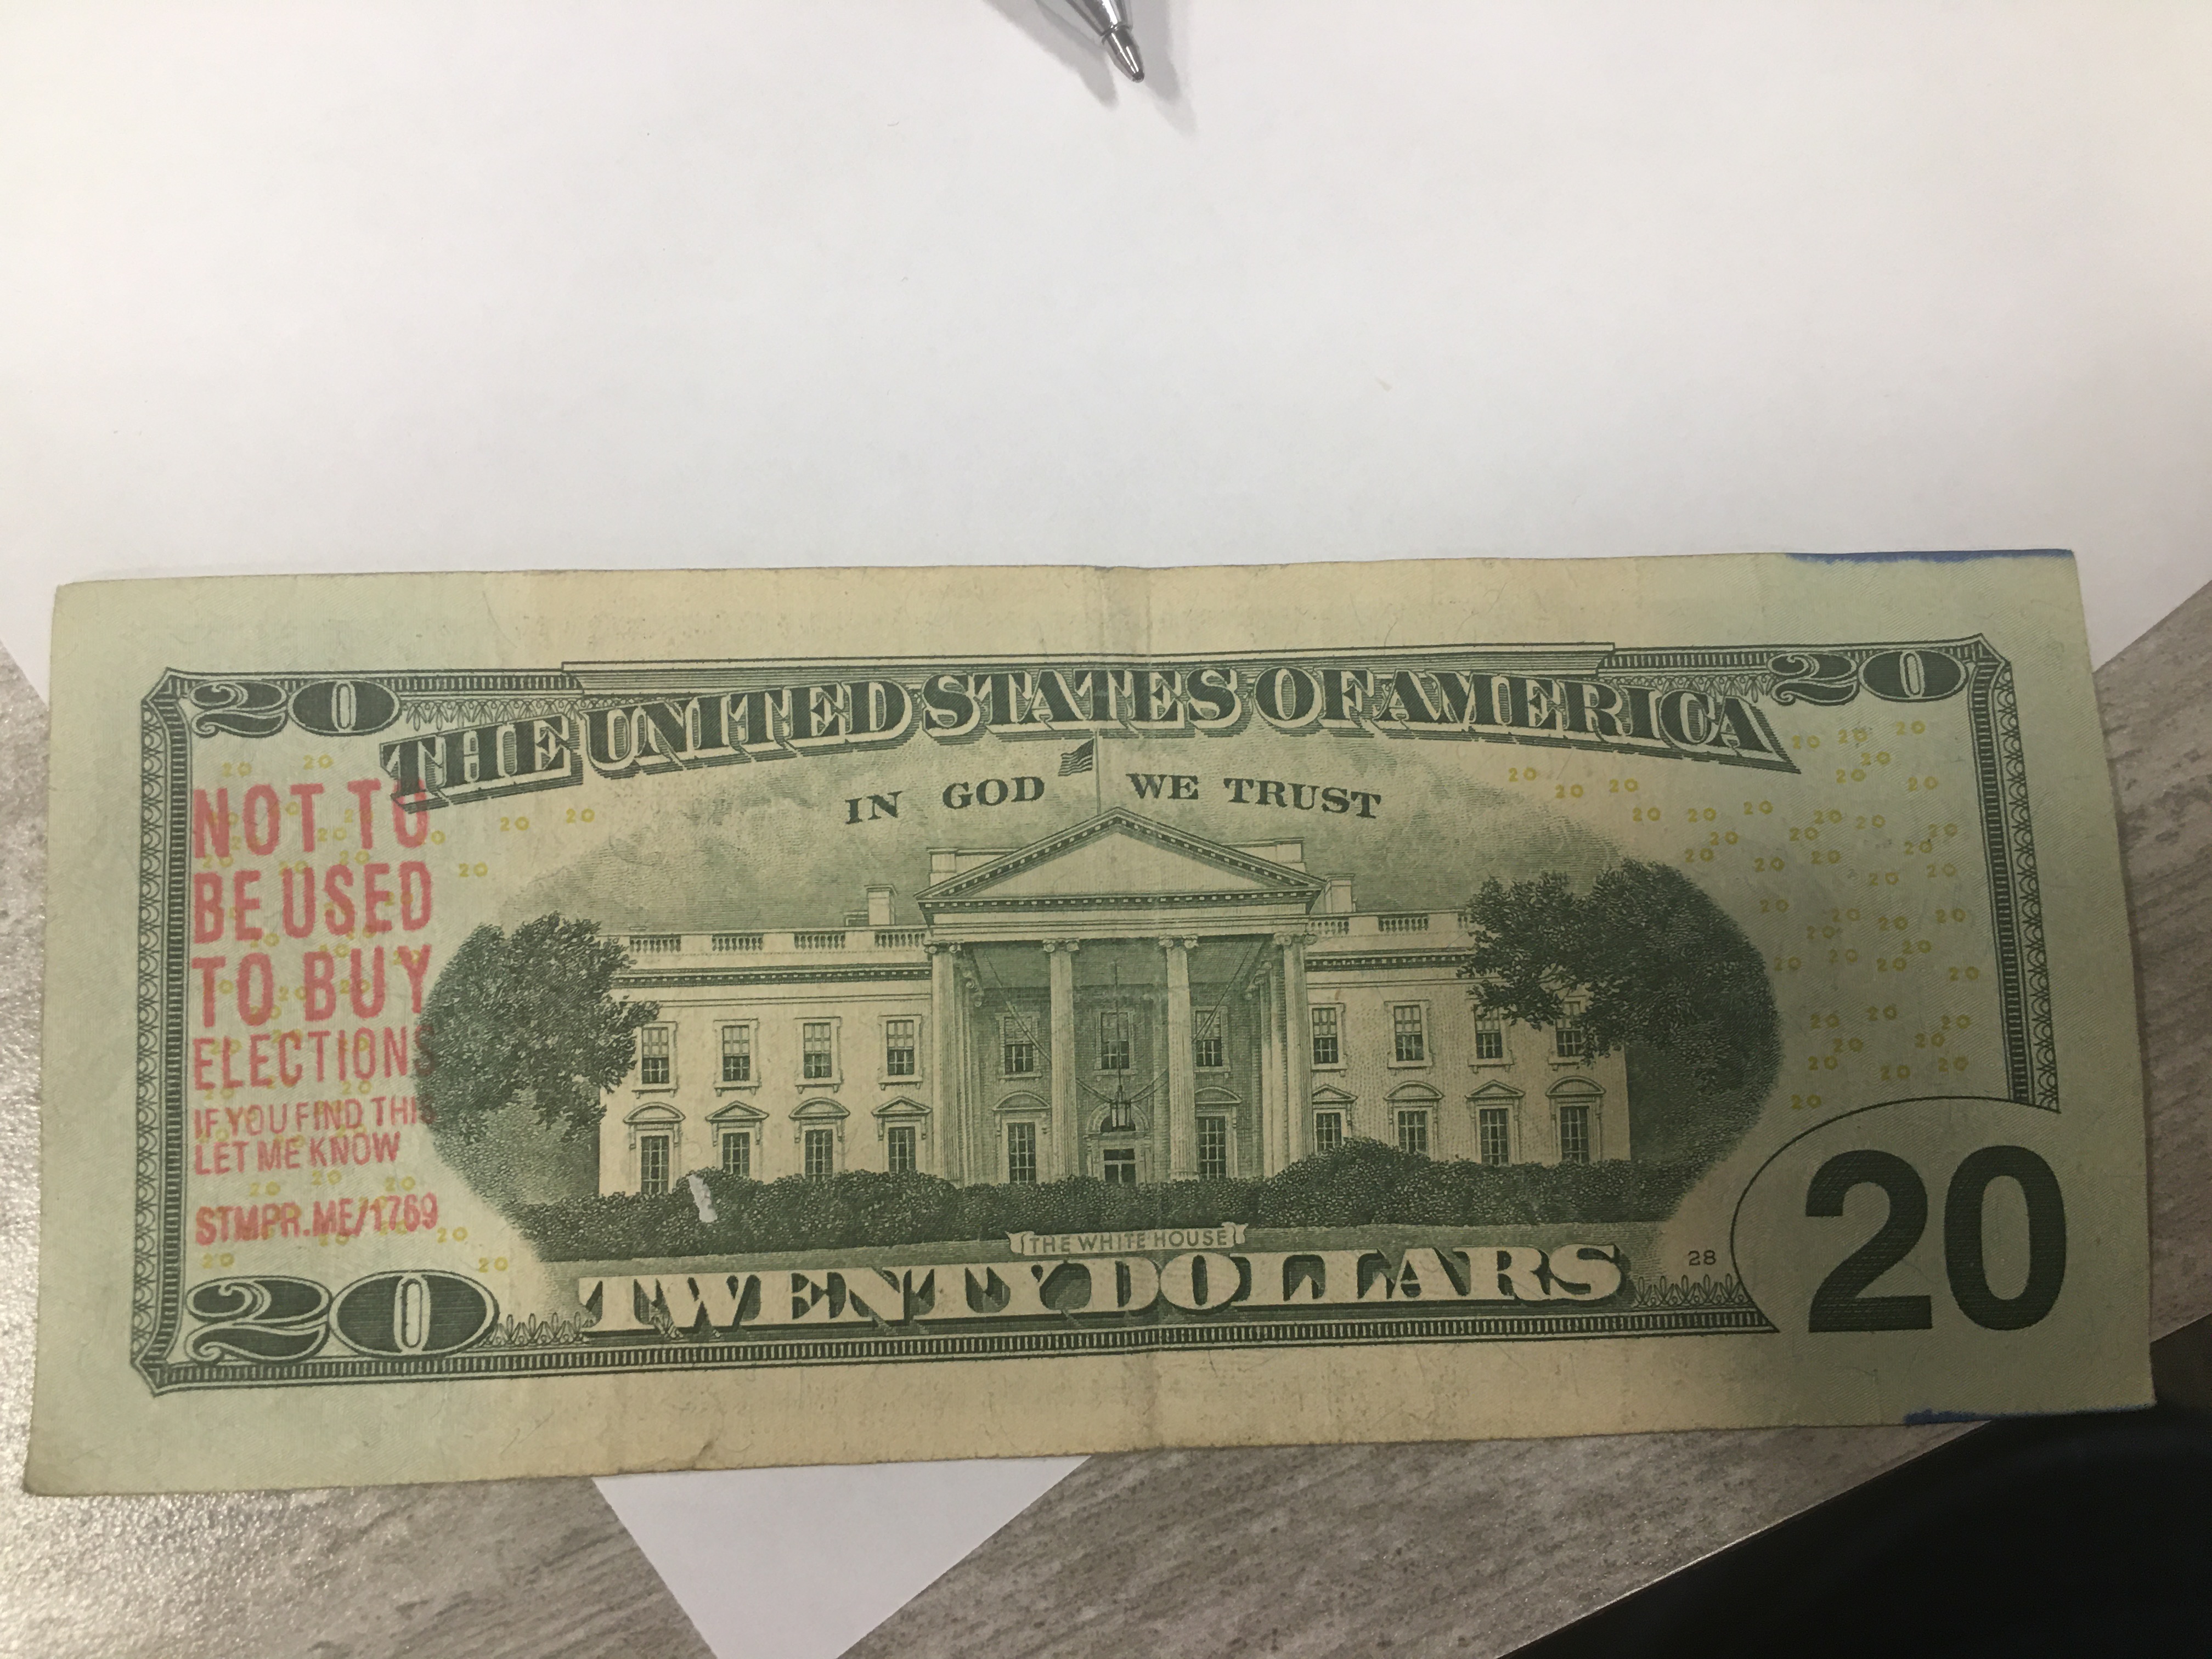 20
THE UNITED STATES OF AMERICA
20
IN GOD WE TRUST
NOT TO
BE USED
TO BUY
ELECTIONS
IF YOU FIND THIS
LET ME KNOW
STMPR.ME/1769
THE WHITE HOUSE
28
20
TWENTY DOLLARS
20